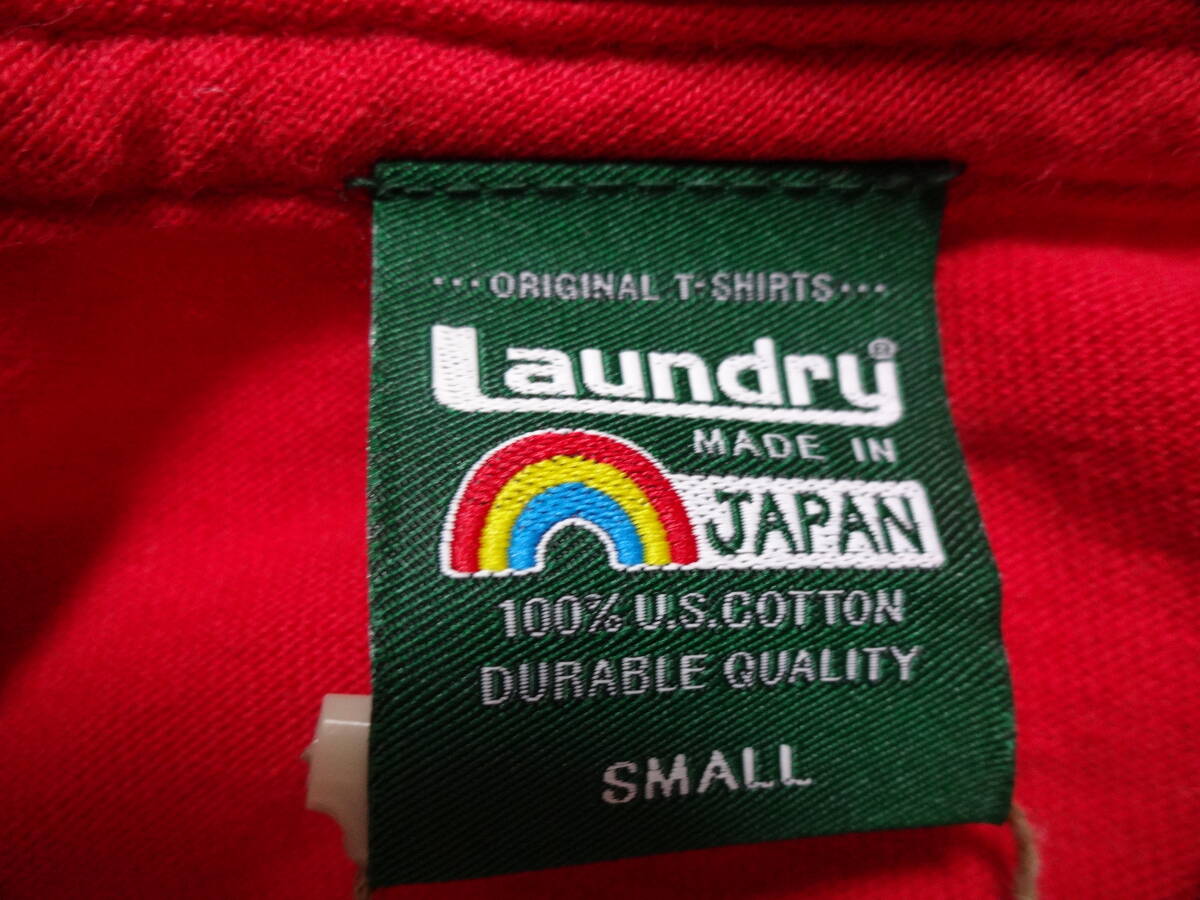 ···ORIGINAL T-SHIRTS···
Laundry®
MADE IN
JAPAN
100% U.S.COTTON
DURABLE QUALITY
SMALL